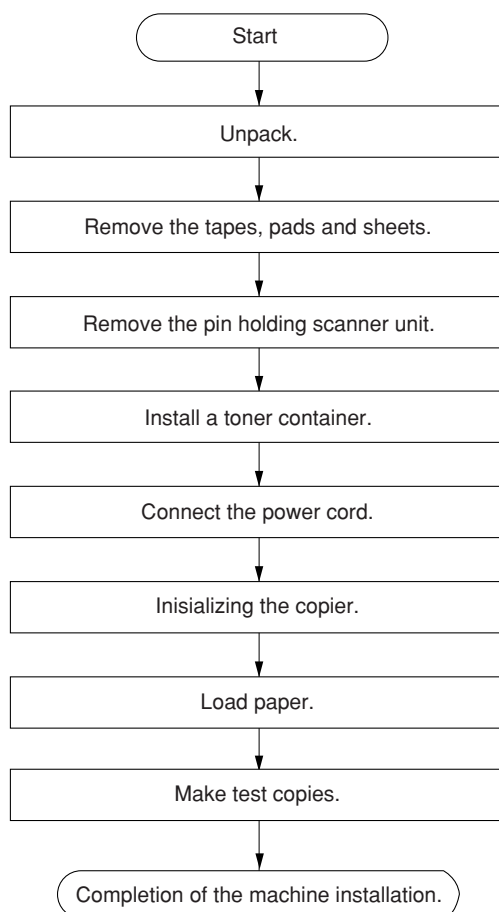 Start
Unpack.
Remove the tapes, pads and sheets.
Remove the pin holding scanner unit.
Install a toner container.
Connect the power cord.
Inisializing the copier.
Load paper.
Make test copies.
Completion of the machine installation.